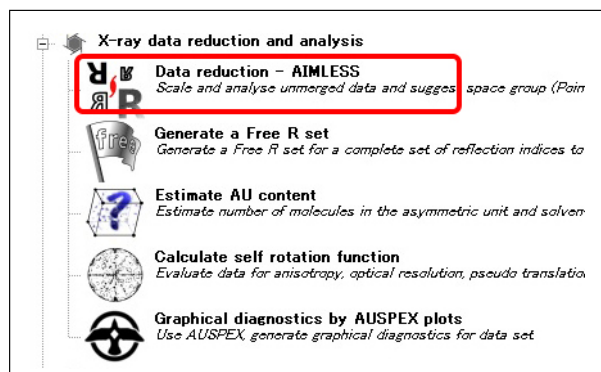 X-ray data reduction and analysis
Data reduction - AIMLESS
Scale and analyse unmerged data and sugges space group (Poin
Generate a Free R set
Generate a Free R set for a complete set of reflection indices to
Estimate AU content
Estimate number of molecules in the asymmetric unit and solven
Calculate self rotation function
Evaluate data for anisotropy, optical resolution, pseudo translatio
Graphical diagnostics by AUSPEX plots
Use AUSPEX, generate graphical diagnostics for data set